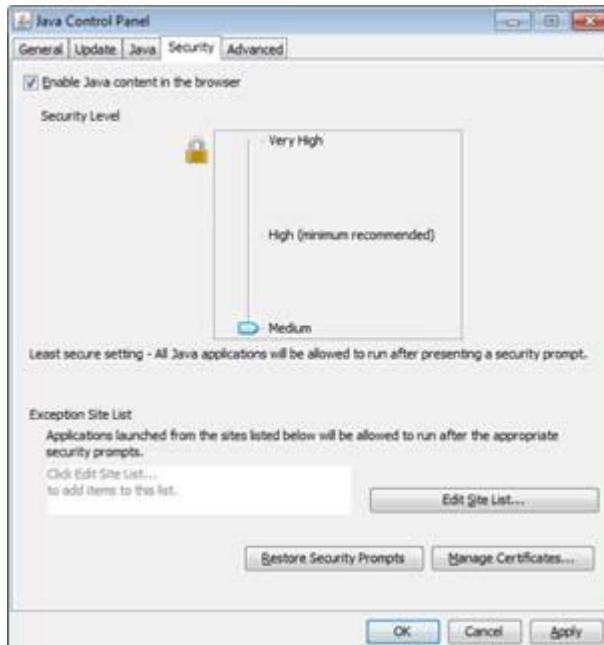 Java Control Panel
General Update Java Security Advanced
Enable Java content in the browser
Security Level
Very High
High (minimum recommended)
Medium
Least secure setting - All Java applications will be allowed to run after presenting a security prompt.
Exception Site List
Applications launched from the sites listed below will be allowed to run after the appropriate
security prompts.
Click Edit Site List...
to add items to this list.
Edit Site List...
Restore Security Prompts Manage Certificates...
OK Cancel Apply